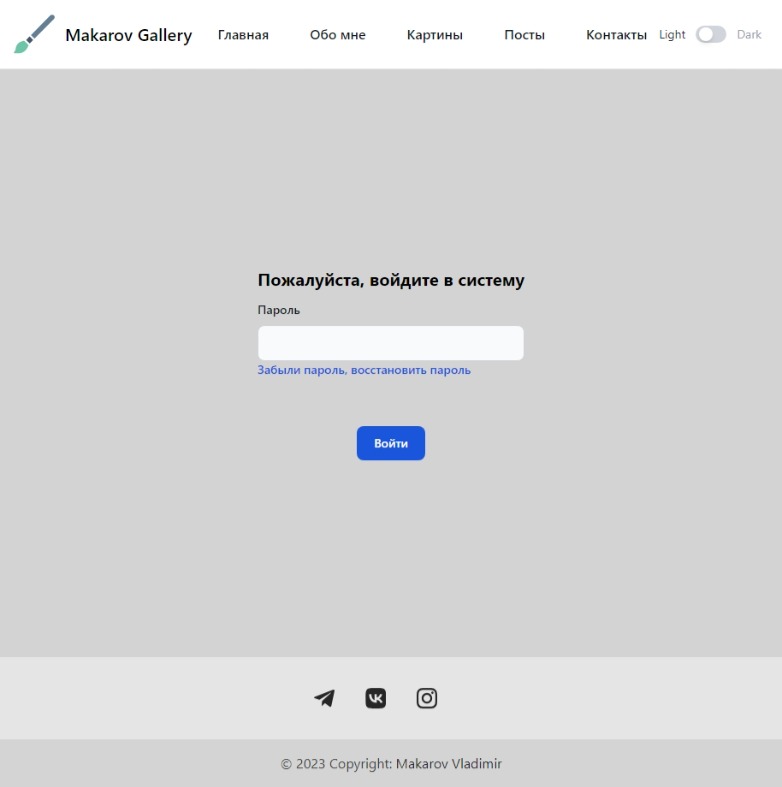 Makarov Gallery Главная Обо мне Картины Посты Контакты Light Dark
Пожалуйста, войдите в систему
Пароль
Забыли пароль, восстановить пароль
Войти
© 2023 Copyright: Makarov Vladimir